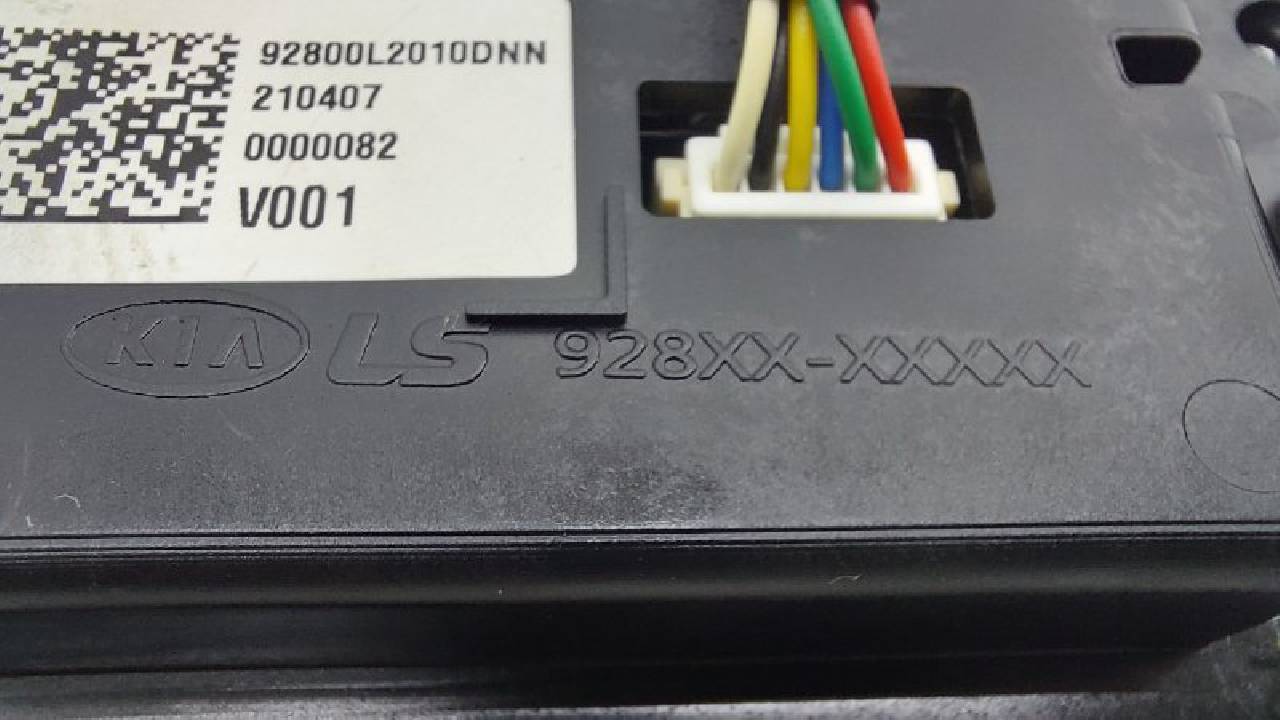 92800L2010DNN
210407
0000082
V001
KIA LS 928XX-XXXXX